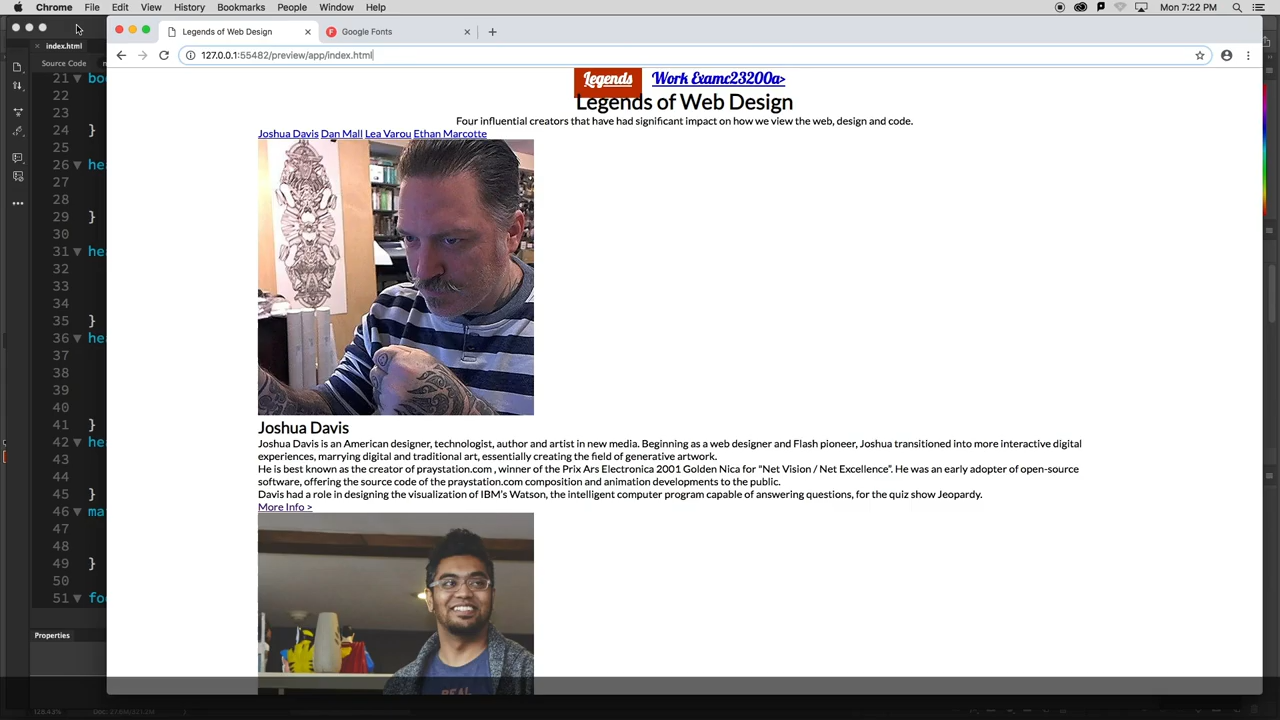 Chrome File Edit View History Bookmarks People Window Help Mon 7:22 PM
Legends of Web Design
Google Fonts
127.0.0.1:55482/preview/app/index.html
index.html
Source Code
21 bo
22
23
24 }
25
26 he
27
28
29 }
30
31 he
32
33
34
35 }
36 he
37
38
39
40
41 }
42 he
43
44
45 }
46 ma
47
48
49 }
50
51 fo
Properties
Legends Work Examc23200a>
Legends of Web Design
Four influential creators that have had significant impact on how we view the web, design and code.
Joshua Davis Dan Mall Lea Varou Ethan Marcotte
Joshua Davis
Joshua Davis is an American designer, technologist, author and artist in new media. Beginning as a web designer and Flash pioneer, Joshua transitioned into more interactive digital
experiences, marrying digital and traditional art, essentially creating the field of generative artwork.
He is best known as the creator of praystation.com , winner of the Prix Ars Electronica 2001 Golden Nica for “Net Vision / Net Excellence”. He was an early adopter of open-source
software, offering the source code of the praystation.com composition and animation developments to the public.
Davis had a role in designing the visualization of IBM's Watson, the intelligent computer program capable of answering questions, for the quiz show Jeopardy.
More Info >